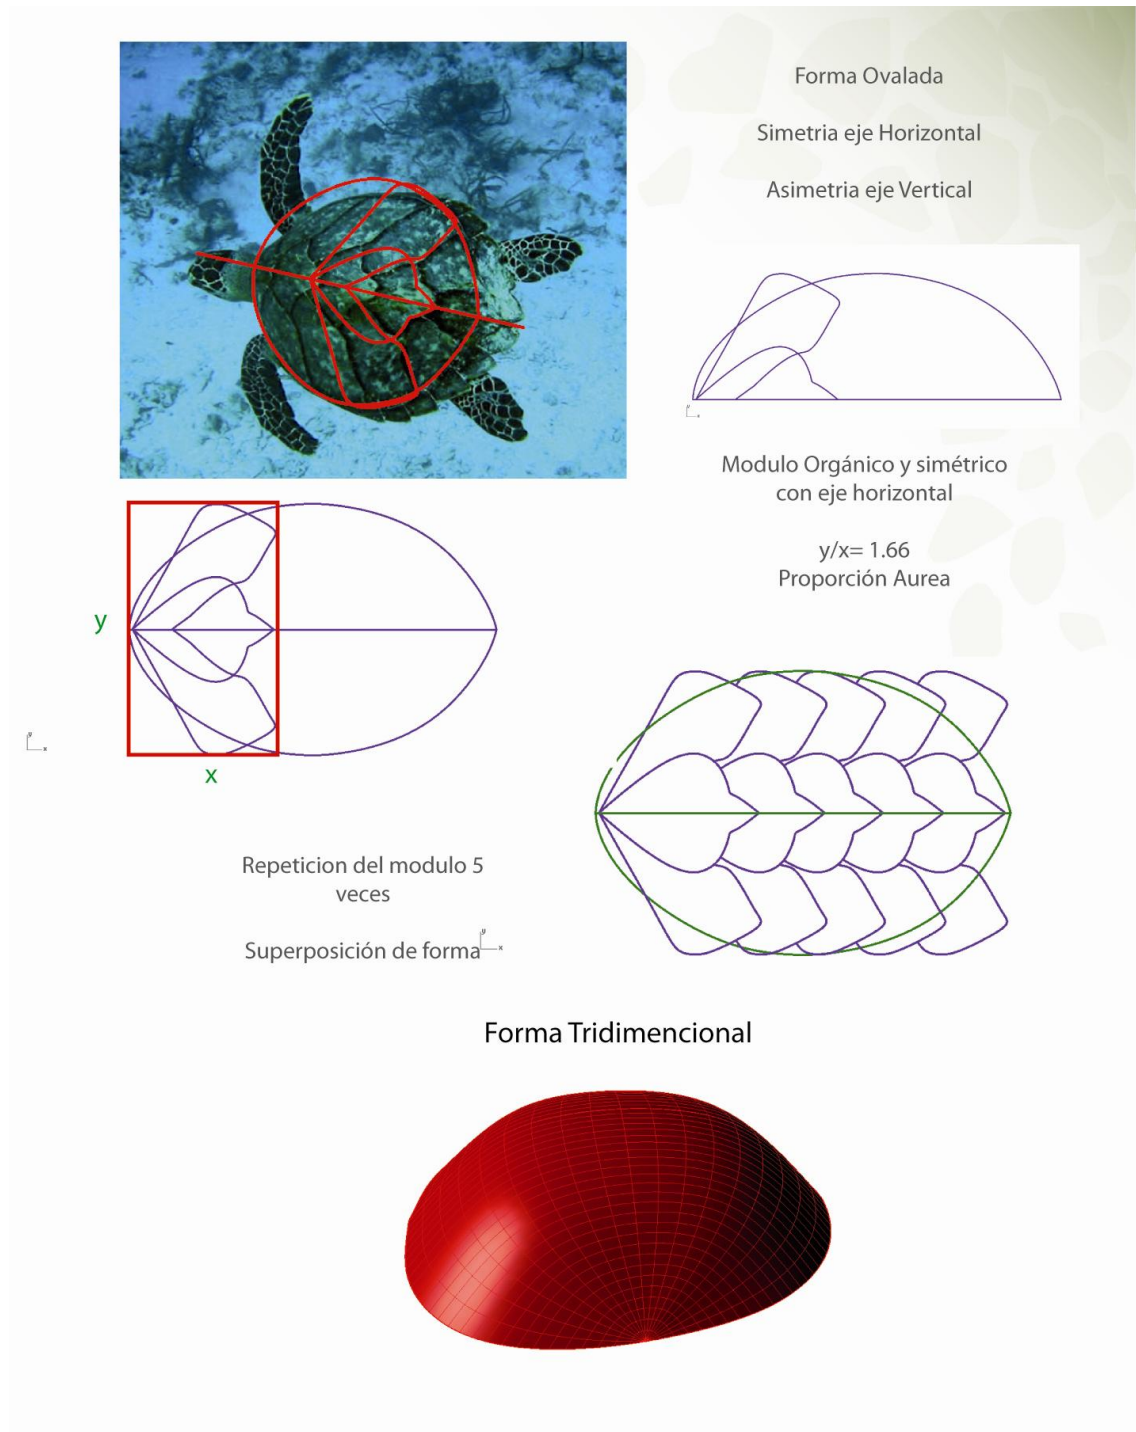 Forma Ovalada
Simetria eje Horizontal
Asimetria eje Vertical
y
x
Modulo Orgánico y simétrico
con eje horizontal
y/x= 1.66
Proporción Aurea
y
x
y
x
Repeticion del modulo 5
veces
Superposición de forma
y
x
Forma Tridimencional